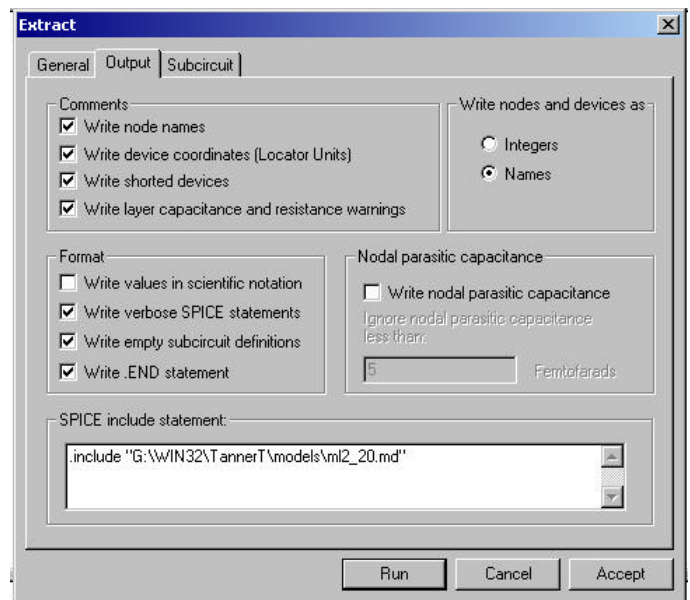 Extract
General Output Subcircuit
Comments
Write node names
Write device coordinates (Locator Units)
Write shorted devices
Write layer capacitance and resistance warnings
Write nodes and devices as
Integers
Names
Format
Write values in scientific notation
Write verbose SPICE statements
Write empty subcircuit definitions
Write .END statement
Nodal parasitic capacitance
Write nodal parasitic capacitance
Ignore nodal parasitic capacitance
less than:
5 Femtofarads
SPICE include statement:
.include "G:\WIN32\TannerT\models\ml2_20.md"
Run Cancel Accept